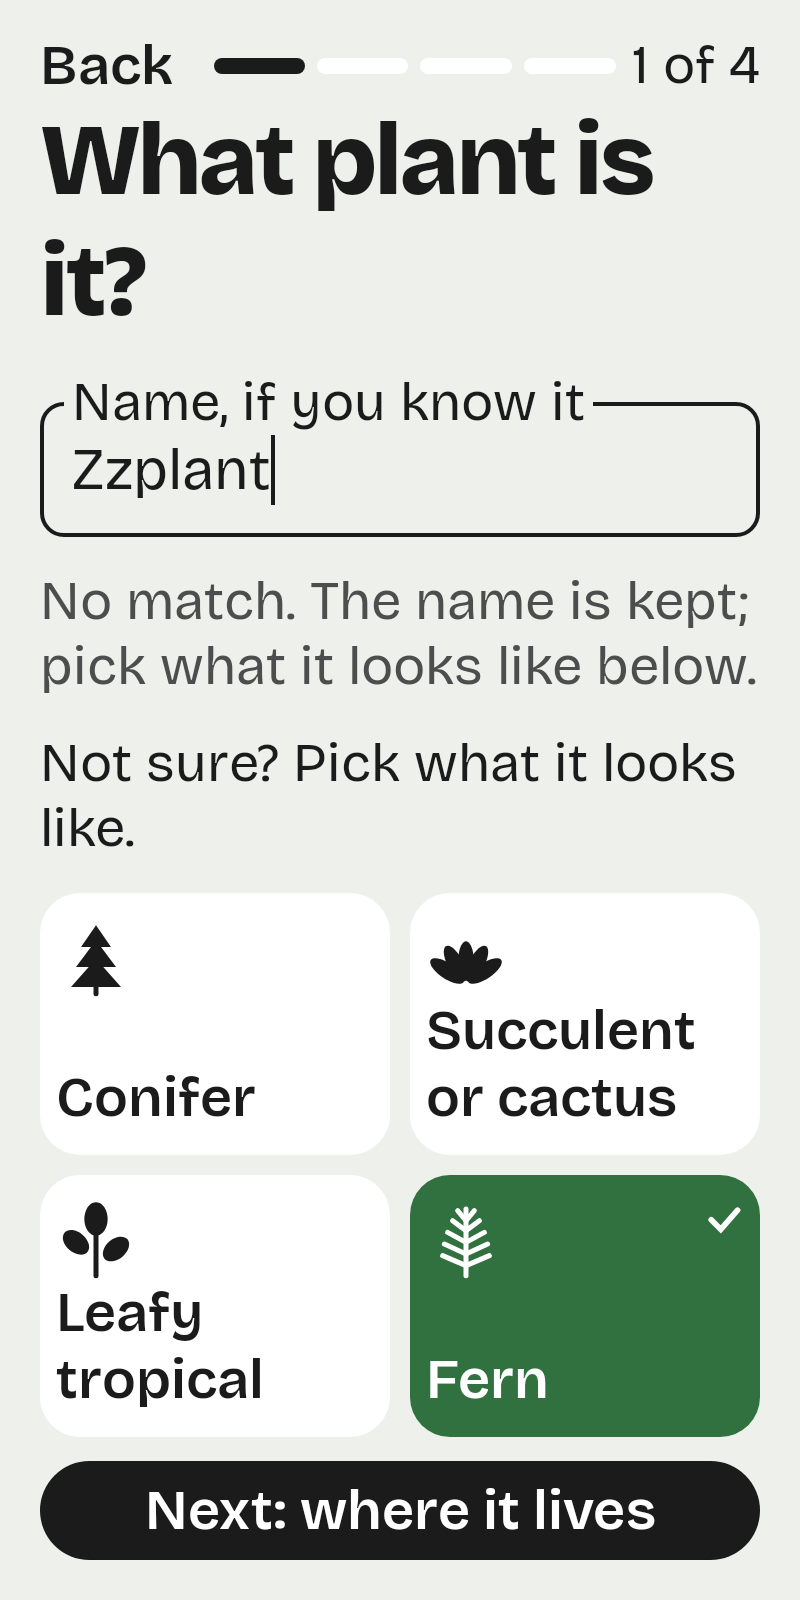 Back
1 of 4
What plant is
it?
Name, if you know it
Zzplant
No match. The name is kept;
pick what it looks like below.
Not sure? Pick what it looks
like.
Conifer
Succulent
or cactus
Leafy
tropical
Fern
Next: where it lives